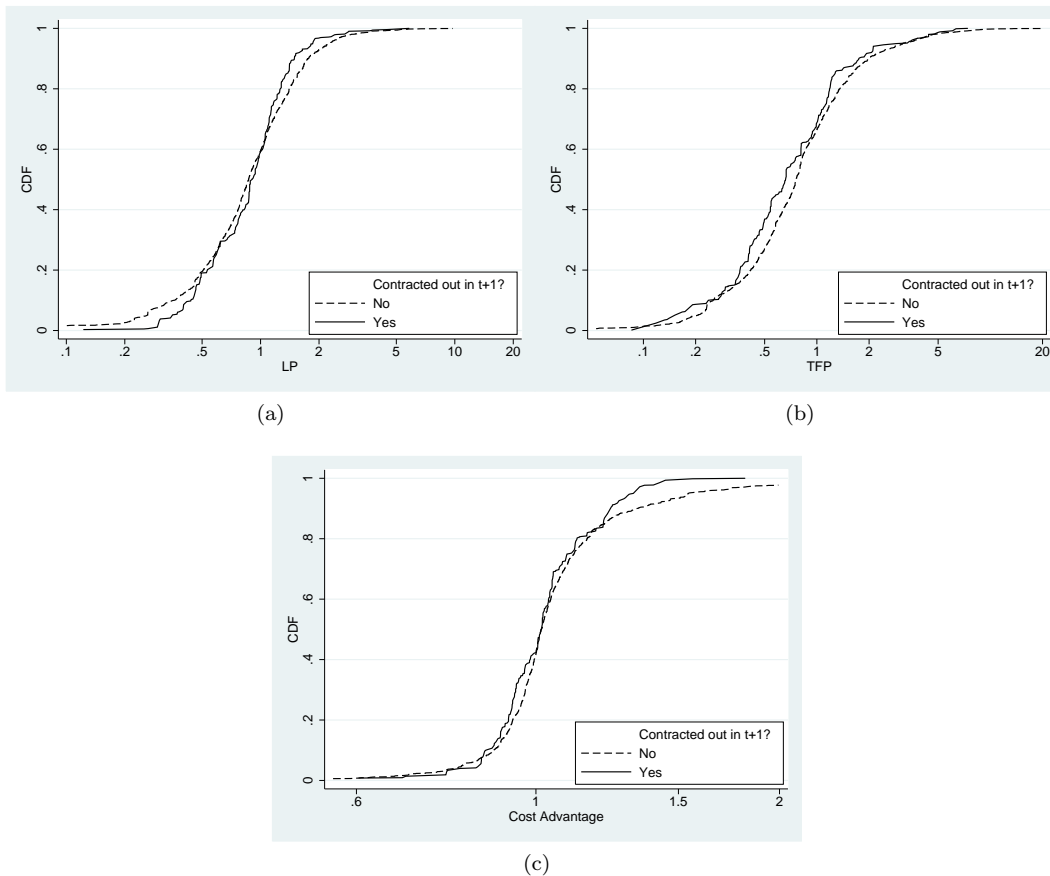 CDF
0 .2 .4 .6 .8 1
.1 .2 .5 1 2 5 10 20
LP
Contracted out in t+1?
No
Yes
(a)
CDF
0 .2 .4 .6 .8 1
.1 .2 .5 1 2 5 20
TFP
Contracted out in t+1?
No
Yes
(b)
CDF
0 .2 .4 .6 .8 1
.6 1 1.5 2
Cost Advantage
Contracted out in t+1?
No
Yes
(c)